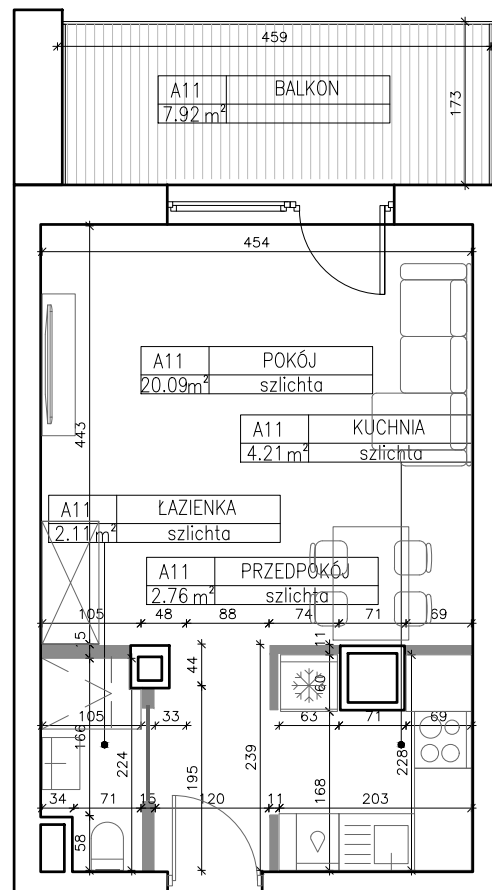 459
A11 BALKON
7.92 m²
173
454
A11 POKÓJ
20.09m² szlichta
A11 KUCHNIA
4.21 m² szlichta
443
A11 ŁAZIENKA
2.11 m² szlichta
A11 PRZEDPOKÓJ
2.76 m² szlichta
105 48 88 74 71 69
15
11
44
60
105 33 63 71 69
166
224
195
239
168
228
34 71 15 120 11 203
58